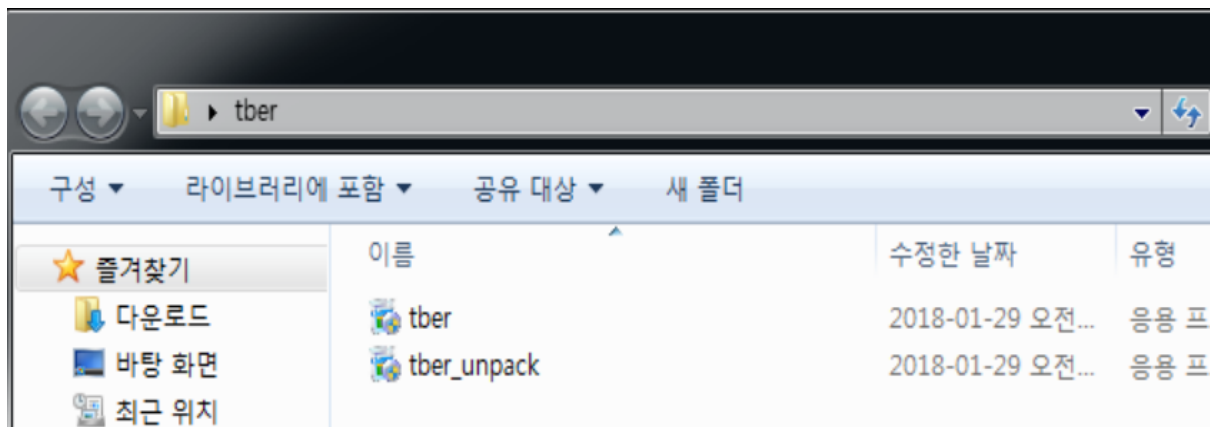 tber
구성 라이브러리에 포함 공유 대상 새 폴더
즐겨찾기 이름 수정한 날짜 유형
다운로드 tber 2018-01-29 오전... 응용 프
바탕 화면 tber_unpack 2018-01-29 오전... 응용 프
최근 위치